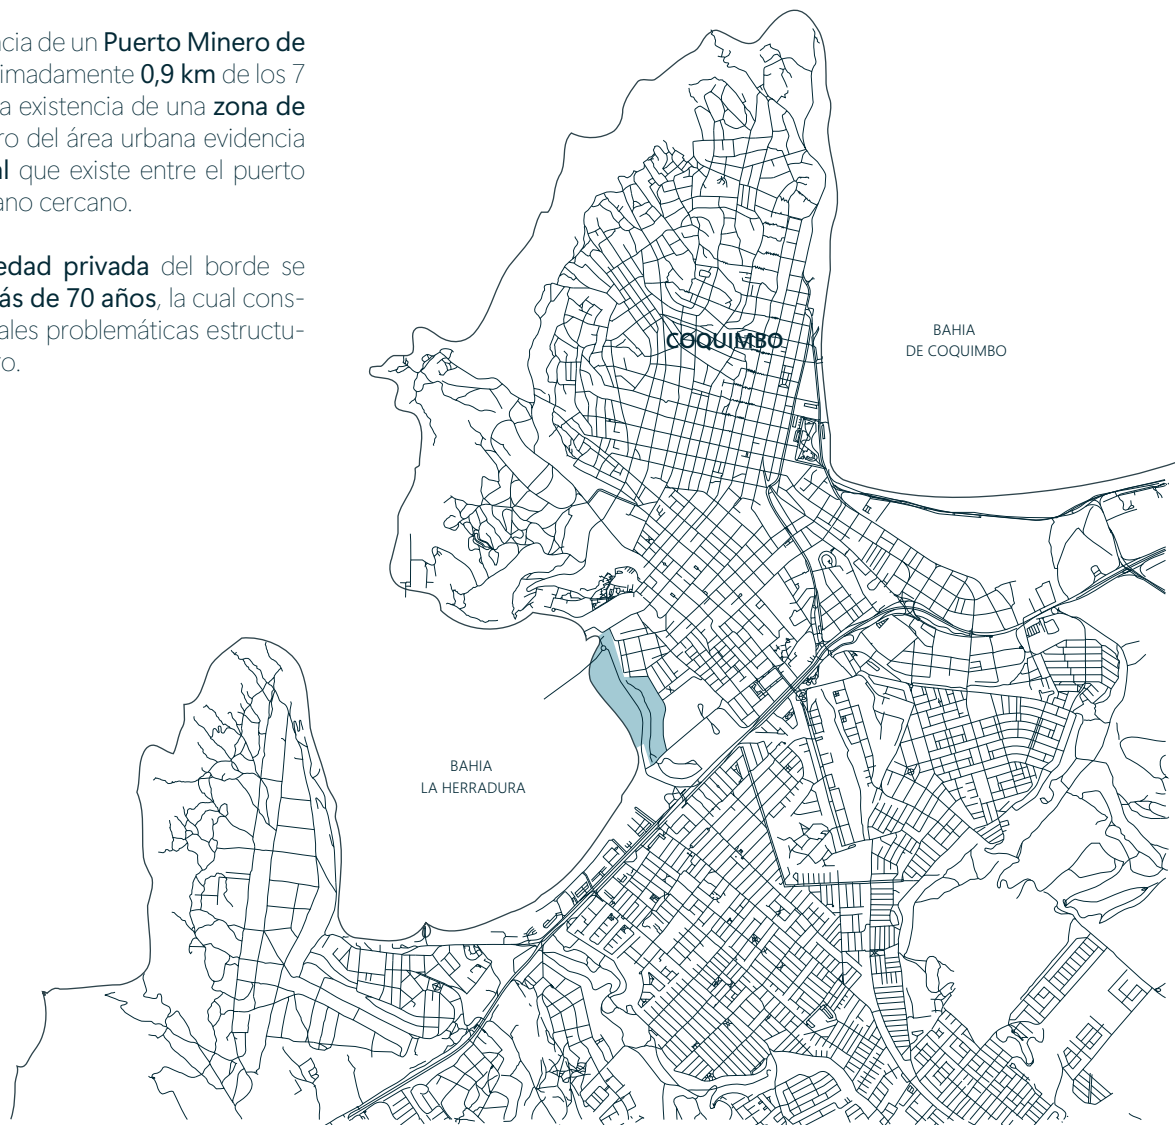 cia de un Puerto Minero de
imadamente 0,9 km de los 7
a existencia de una zona de
ro del área urbana evidencia
al que existe entre el puerto
ano cercano.
edad privada del borde se
ás de 70 años, la cual cons-
ales problemáticas estructu-
o.
COQUIMBO
BAHIA
DE COQUIMBO
BAHIA
LA HERRADURA